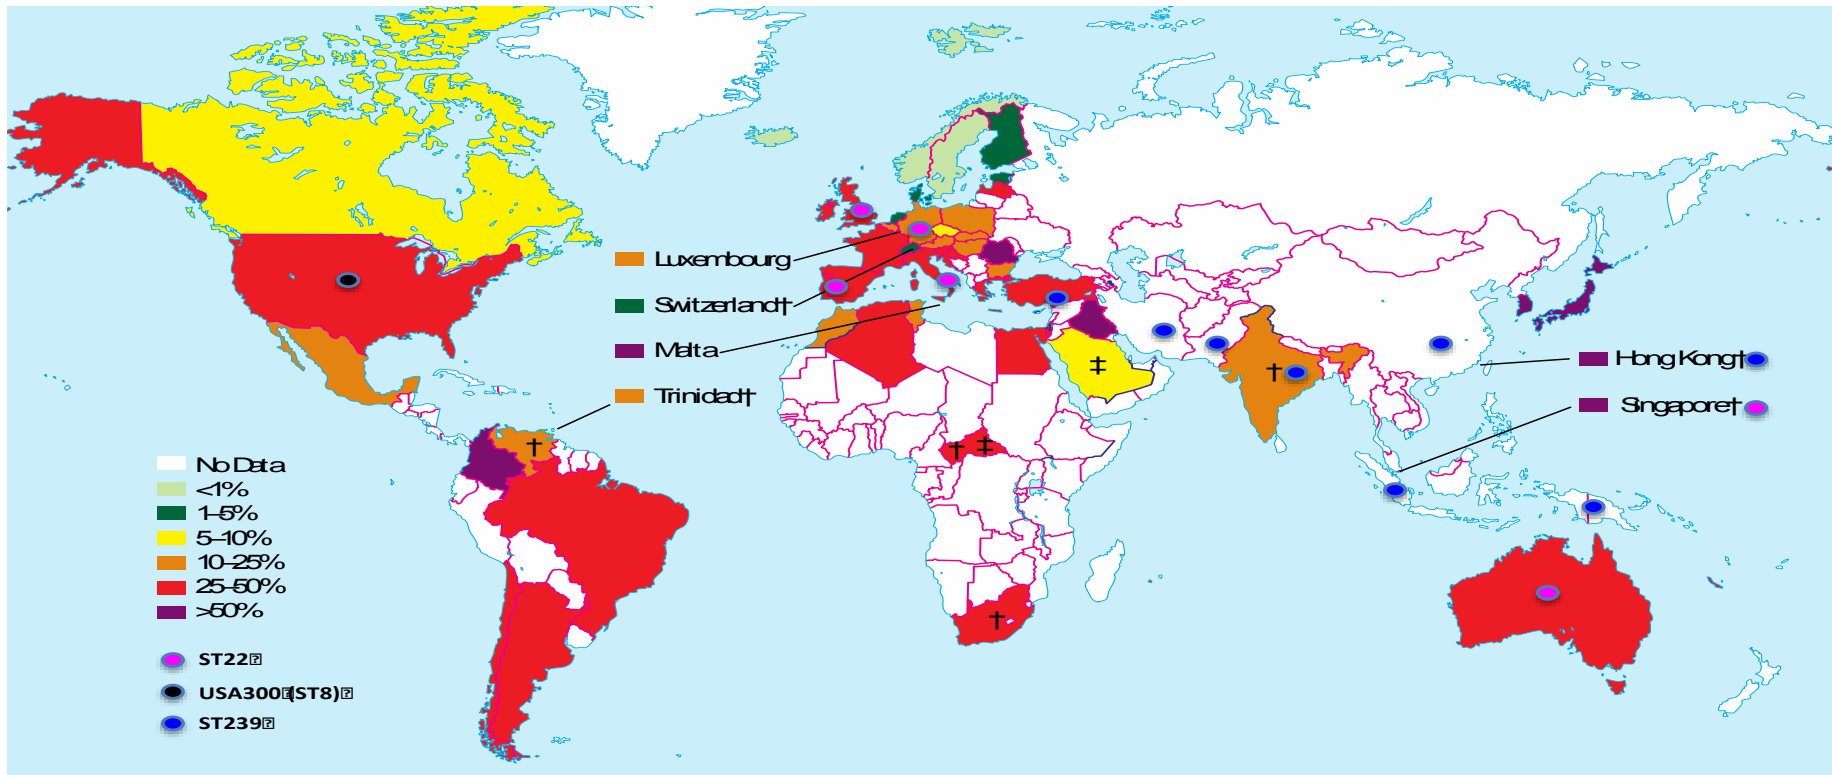 Luxembourg
Switzerland†
Malta
Trinidad†
‡
†
Hong Kong†
Singapore†
†
†
‡
†
No Data
<1%
1–5%
5–10%
10–25%
25–50%
>50%
ST22
USA300 (ST8)
ST239